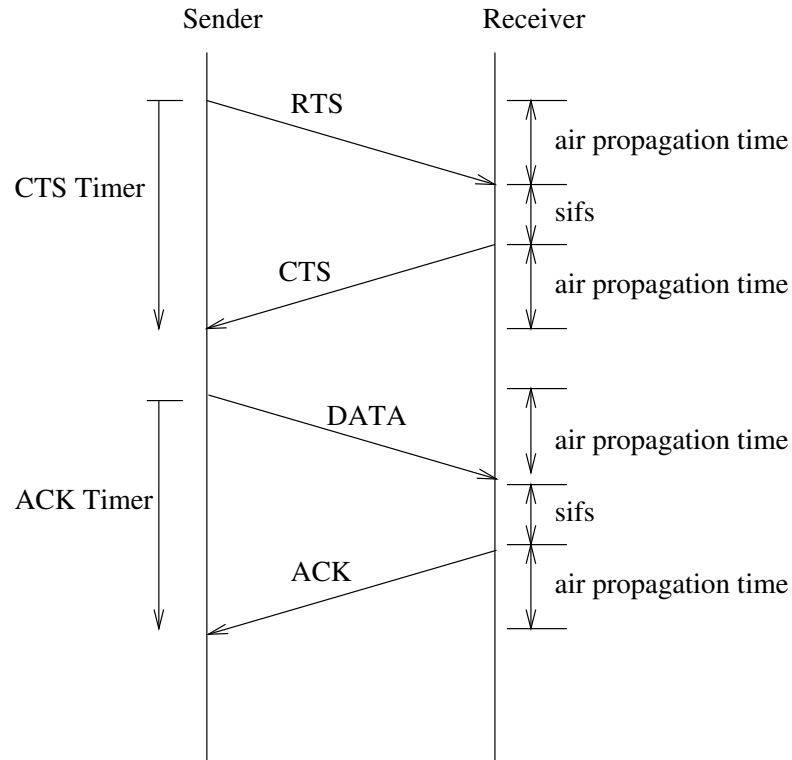 Sender
Receiver
RTS
air propagation time
CTS Timer
sifs
CTS
air propagation time
DATA
air propagation time
ACK Timer
sifs
ACK
air propagation time